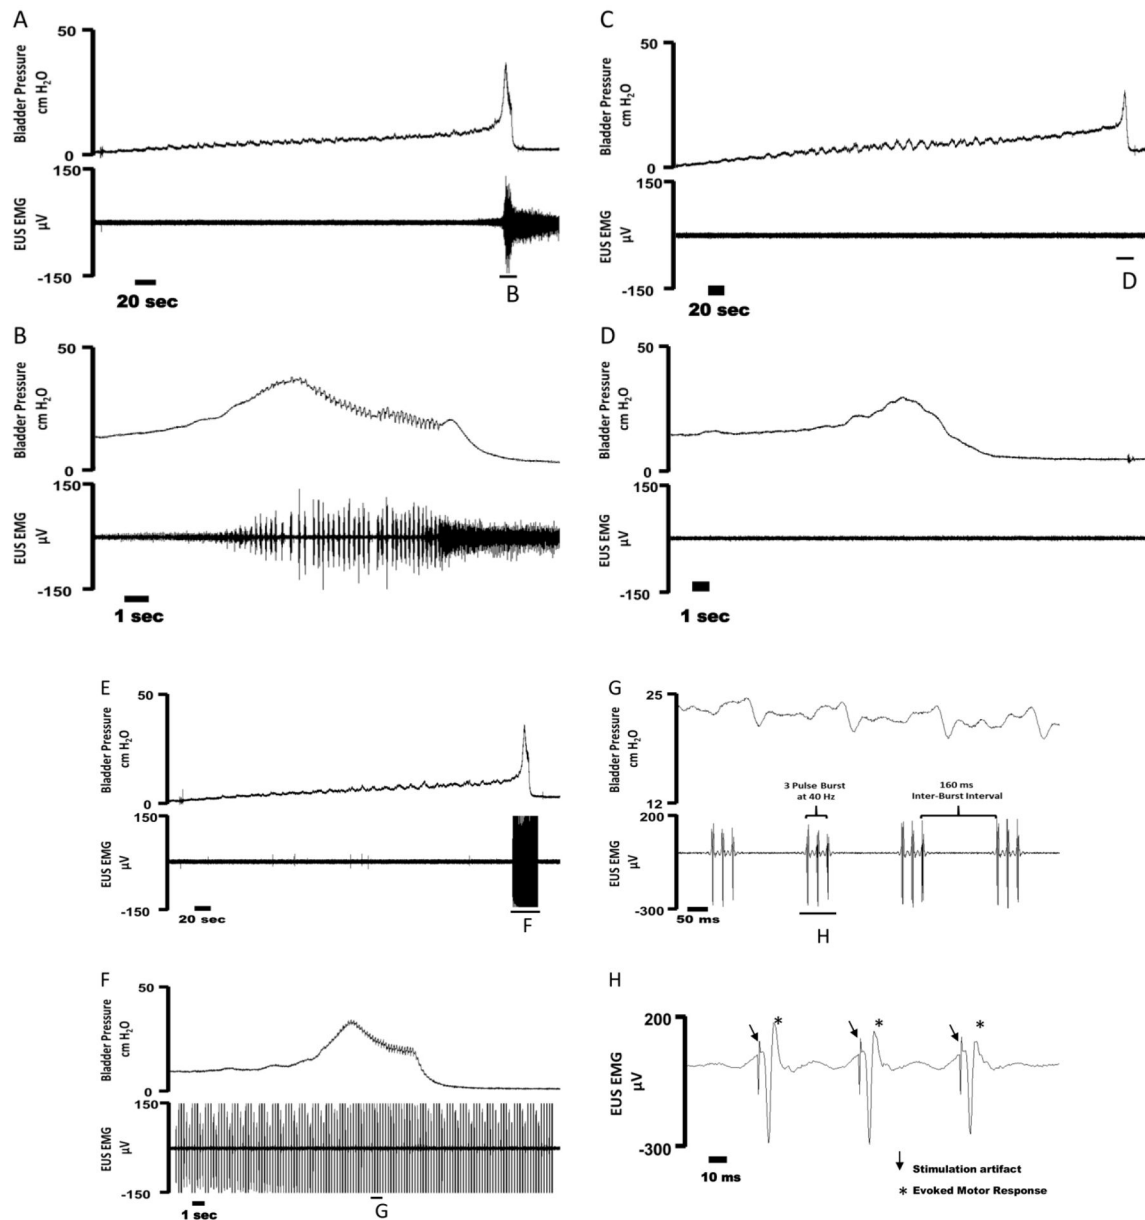 A
Bladder Pressure
cm H₂O
50
0
EUS EMG
µV
150
-150
20 sec
B
C
Bladder Pressure
cm H₂O
50
0
EUS EMG
µV
150
-150
20 sec
D
B
Bladder Pressure
cm H₂O
50
0
EUS EMG
µV
150
-150
1 sec
D
Bladder Pressure
cm H₂O
50
0
EUS EMG
µV
150
-150
1 sec
E
Bladder Pressure
cm H₂O
50
0
EUS EMG
µV
150
-150
20 sec
F
G
Bladder Pressure
cm H₂O
25
12
3 Pulse Burst
at 40 Hz
160 ms
Inter-Burst Interval
EUS EMG
µV
200
-300
50 ms
H
F
Bladder Pressure
cm H₂O
50
0
EUS EMG
µV
150
-150
1 sec
G
H
EUS EMG
µV
200
-300
*
*
*
10 ms
↓ Stimulation artifact
* Evoked Motor Response